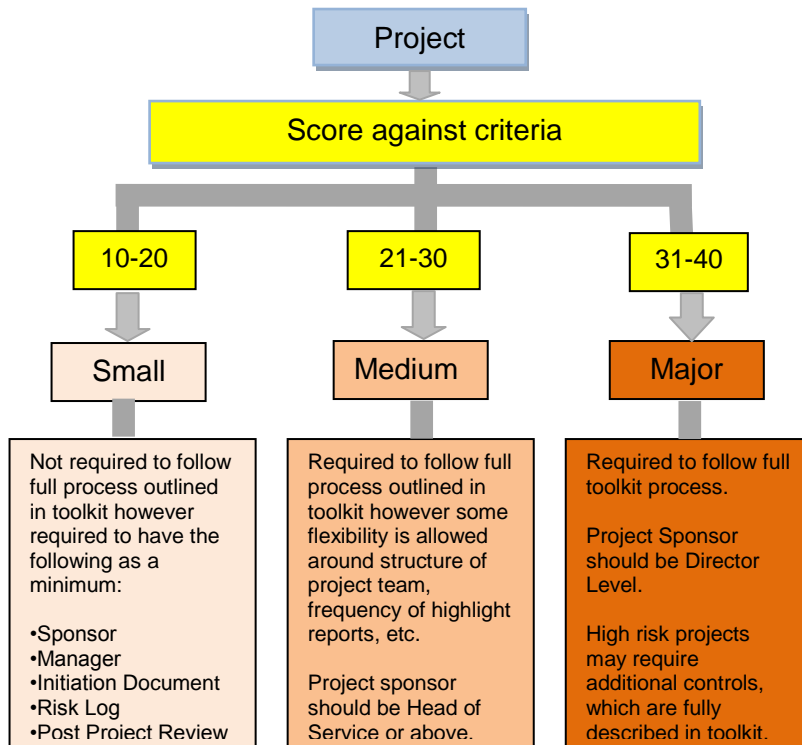 Project
Score against criteria
10-20
21-30
31-40
Small
Medium
Major
Not required to follow
full process outlined
in toolkit however
required to have the
following as a
minimum:
•Sponsor
•Manager
•Initiation Document
•Risk Log
•Post Project Review
Required to follow full
process outlined in
toolkit however some
flexibility is allowed
around structure of
project team,
frequency of highlight
reports, etc.
Project sponsor
should be Head of
Service or above.
Required to follow full
toolkit process.
Project Sponsor
should be Director
Level.
High risk projects
may require
additional controls,
which are fully
described in toolkit.